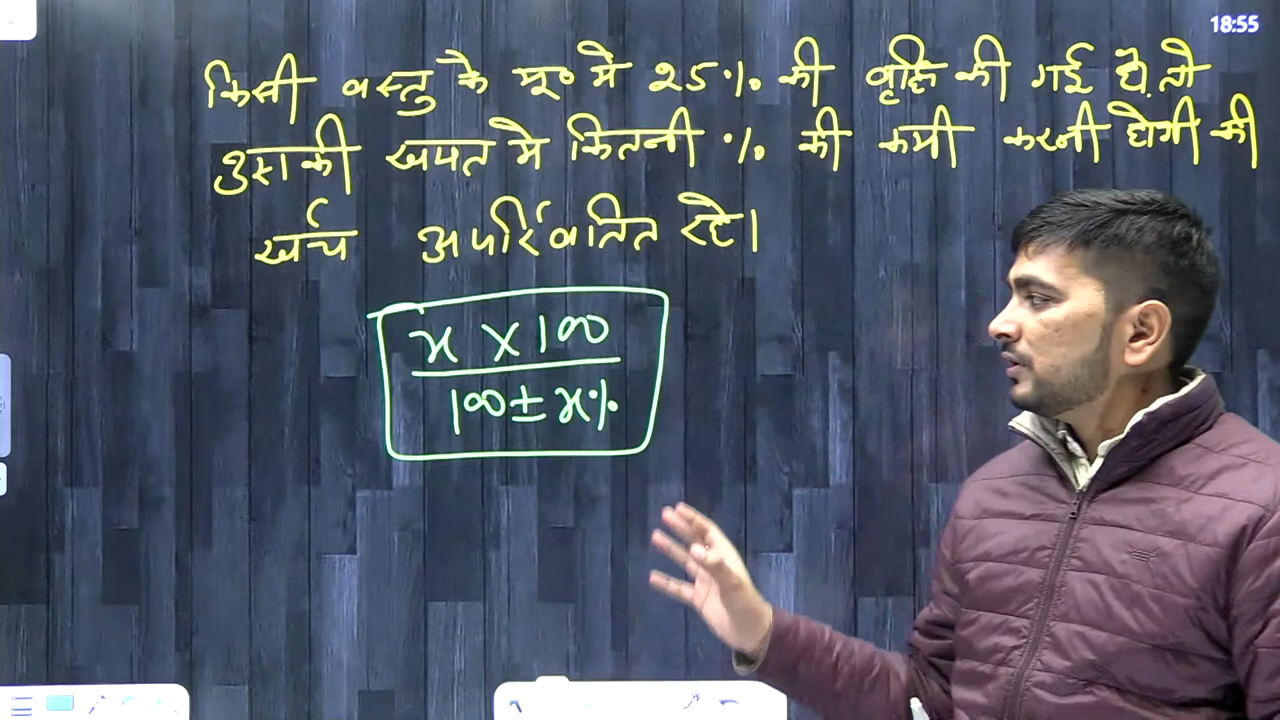 18:55
किसी वस्तु के मू० में 25% की वृद्धि की गई है, तो
उसकी खपत में कितनी % की कमी करनी होगी की
खर्च अपरिवर्तित रहे।
x × 100
100 ± x%